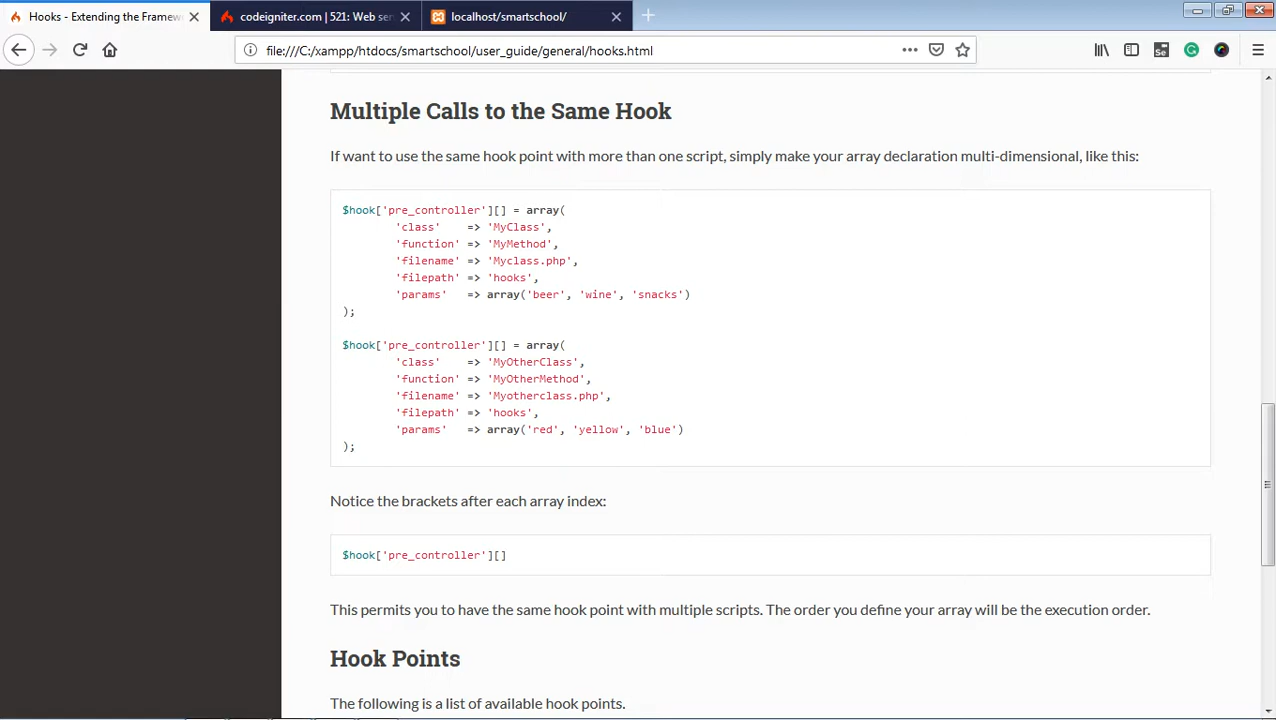 Hooks - Extending the Framew
codeigniter.com | 521: Web ser
localhost/smartschool/
file:///C:/xampp/htdocs/smartschool/user_guide/general/hooks.html
Multiple Calls to the Same Hook
If want to use the same hook point with more than one script, simply make your array declaration multi-dimensional, like this:
$hook['pre_controller'][] = array(
'class' => 'MyClass',
'function' => 'MyMethod',
'filename' => 'Myclass.php',
'filepath' => 'hooks',
'params' => array('beer', 'wine', 'snacks')
);
$hook['pre_controller'][] = array(
'class' => 'MyOtherClass',
'function' => 'MyOtherMethod',
'filename' => 'Myotherclass.php',
'filepath' => 'hooks',
'params' => array('red', 'yellow', 'blue')
);
Notice the brackets after each array index:
$hook['pre_controller'][]
This permits you to have the same hook point with multiple scripts. The order you define your array will be the execution order.
Hook Points
The following is a list of available hook points.